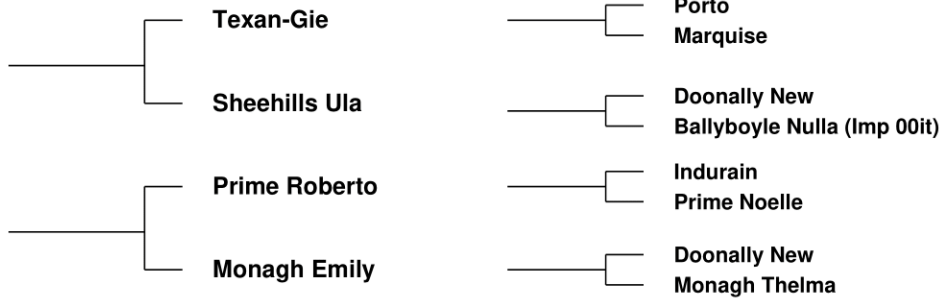 Porto
Texan-Gie
Marquise
Doonally New
Sheehills Ula
Ballyboyle Nulla (Imp 00it)
Indurain
Prime Roberto
Prime Noelle
Doonally New
Monagh Emily
Monagh Thelma